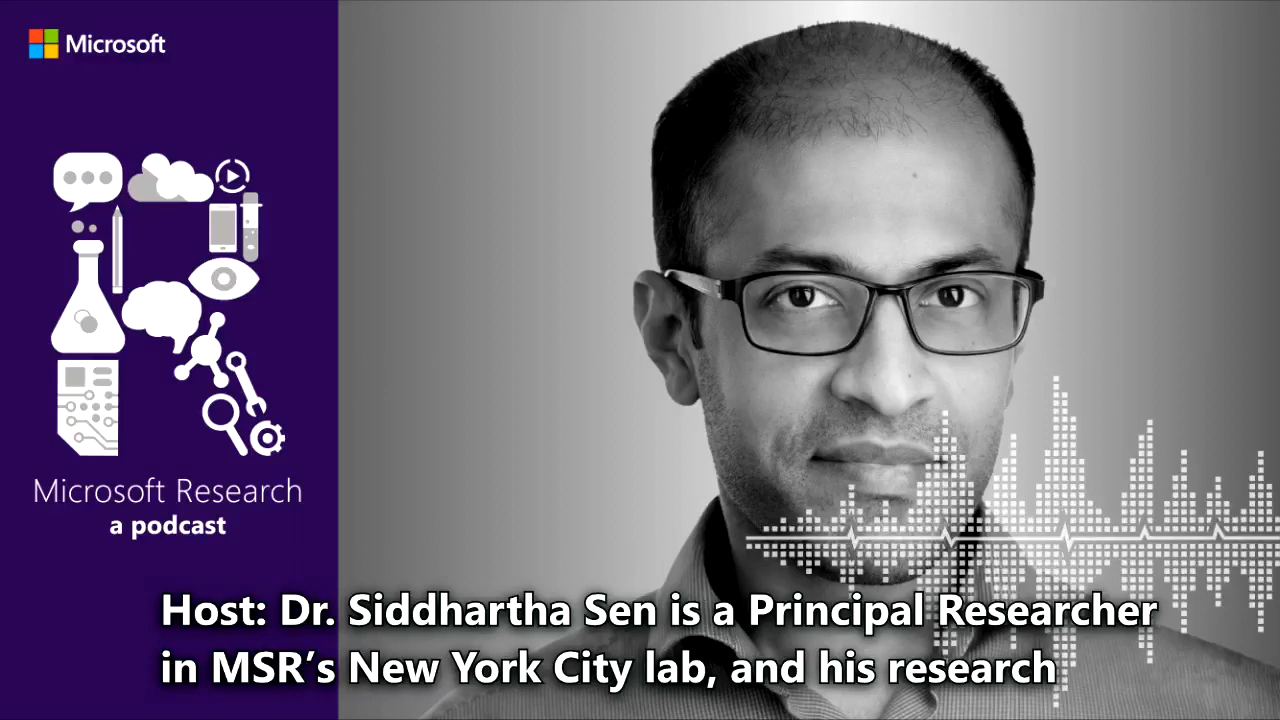 Microsoft
Microsoft Research
a podcast
Host: Dr. Siddhartha Sen is a Principal Researcher
in MSR’s New York City lab, and his research